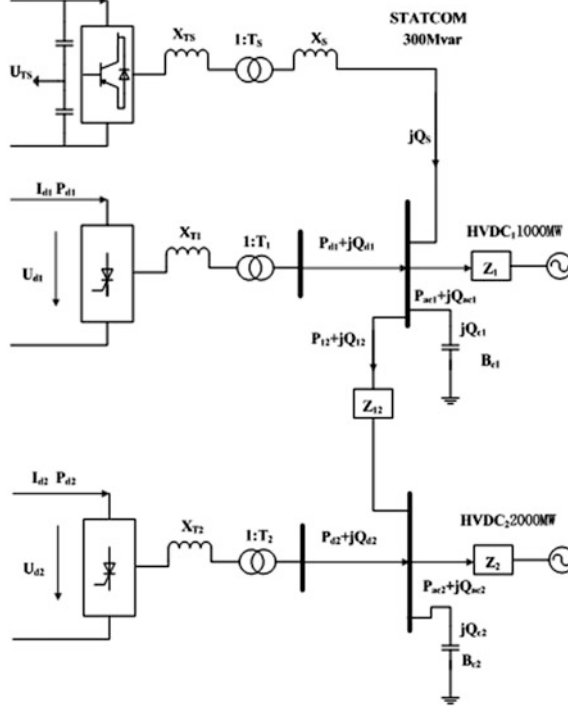 STATCOM
300Mvar
X_TS
1:T_S
X_S
U_TS
jQ_S
I_d1 P_d1
X_T1
1:T_1
P_d1+jQ_d1
HVDC_1 1000MW
U_d1
Z_1
P_ac1+jQ_ac1
P_12+jQ_12
jQ_c1
B_c1
Z_12
I_d2 P_d2
X_T2
1:T_2
P_d2+jQ_d2
HVDC_2 2000MW
U_d2
Z_2
P_ac2+jQ_ac2
jQ_c2
B_c2